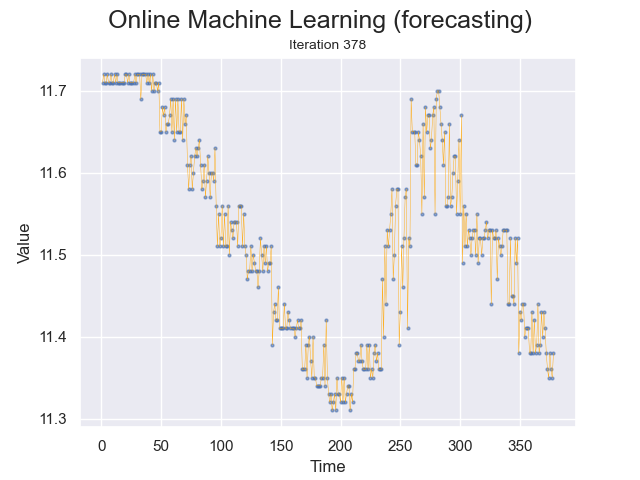 Online Machine Learning (forecasting)
Iteration 378
11.7
11.6
11.5
11.4
11.3
Value
0 50 100 150 200 250 300 350
Time